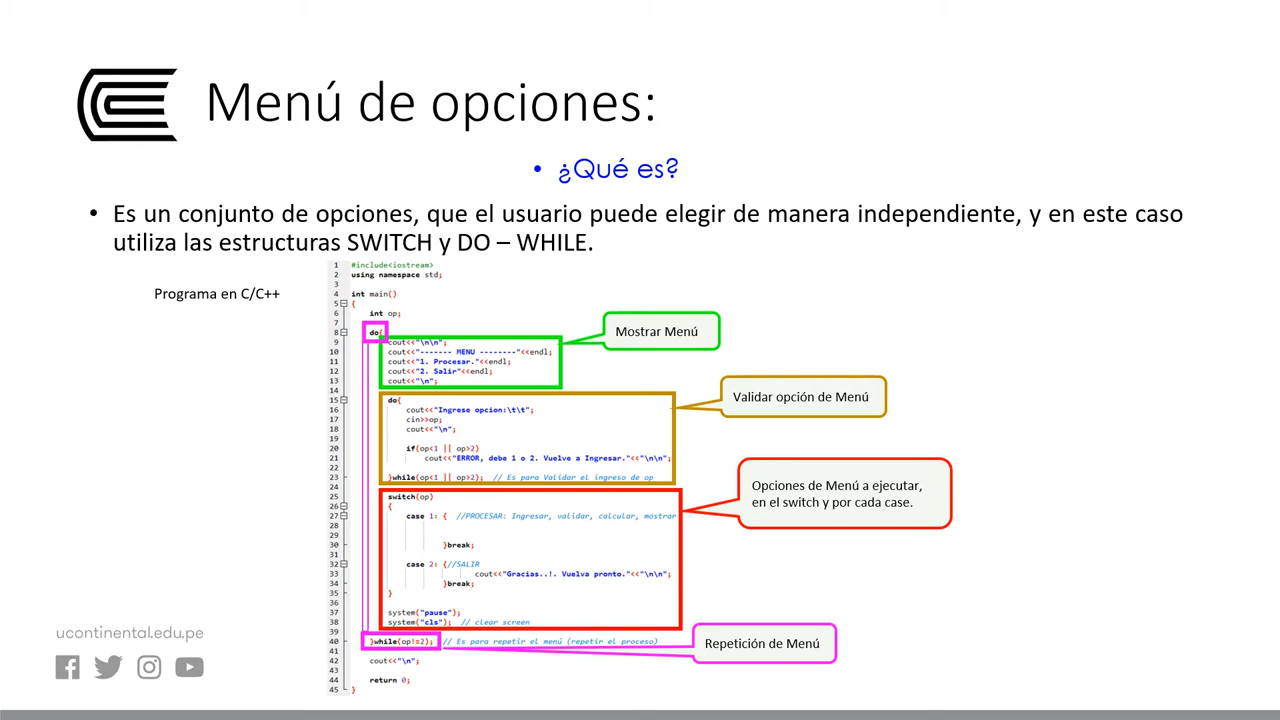 Menú de opciones:
• ¿Qué es?
• Es un conjunto de opciones, que el usuario puede elegir de manera independiente, y en este caso
utiliza las estructuras SWITCH y DO – WHILE.
Programa en C/C++
1 #include<iostream>
2 using namespace std;
3
4 int main()
5 {
6 int op;
7
8 do{
9 cout<<"\n\n";
10 cout<<"------- MENU --------"<<endl;
11 cout<<"1. Procesar."<<endl;
12 cout<<"2. Salir"<<endl;
13 cout<<"\n";
14
15 do{
16 cout<<"Ingrese opcion:\t\t";
17 cin>>op;
18 cout<<"\n";
19
20 if(op<1 || op>2)
21 cout<<"ERROR, debe 1 o 2. Vuelve a Ingresar."<<"\n\n";
22
23 }while(op<1 || op>2); // Es para Validar el ingreso de op
24
25 switch(op)
26 {
27 case 1: { //PROCESAR: Ingresar, validar, calcular, mostrar
28
29
30 }break;
31
32 case 2: {//SALIR
33 cout<<"Gracias..!. Vuelva pronto."<<"\n\n";
34 }break;
35 }
36
37 system("pause");
38 system("cls"); // clear screen
39
40 }while(op!=2); // Es para repetir el menú (repetir el proceso)
41
42 cout<<"\n";
43
44 return 0;
45 }
Mostrar Menú
Validar opción de Menú
Opciones de Menú a ejecutar,
en el switch y por cada case.
Repetición de Menú
ucontinental.edu.pe